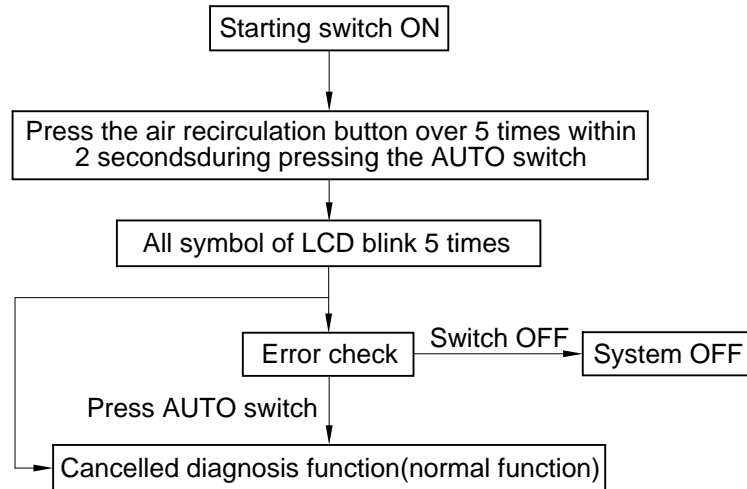 Starting switch ON
Press the air recirculation button over 5 times within
2 secondsduring pressing the AUTO switch
All symbol of LCD blink 5 times
Error check
Switch OFF
System OFF
Press AUTO switch
Cancelled diagnosis function(normal function)